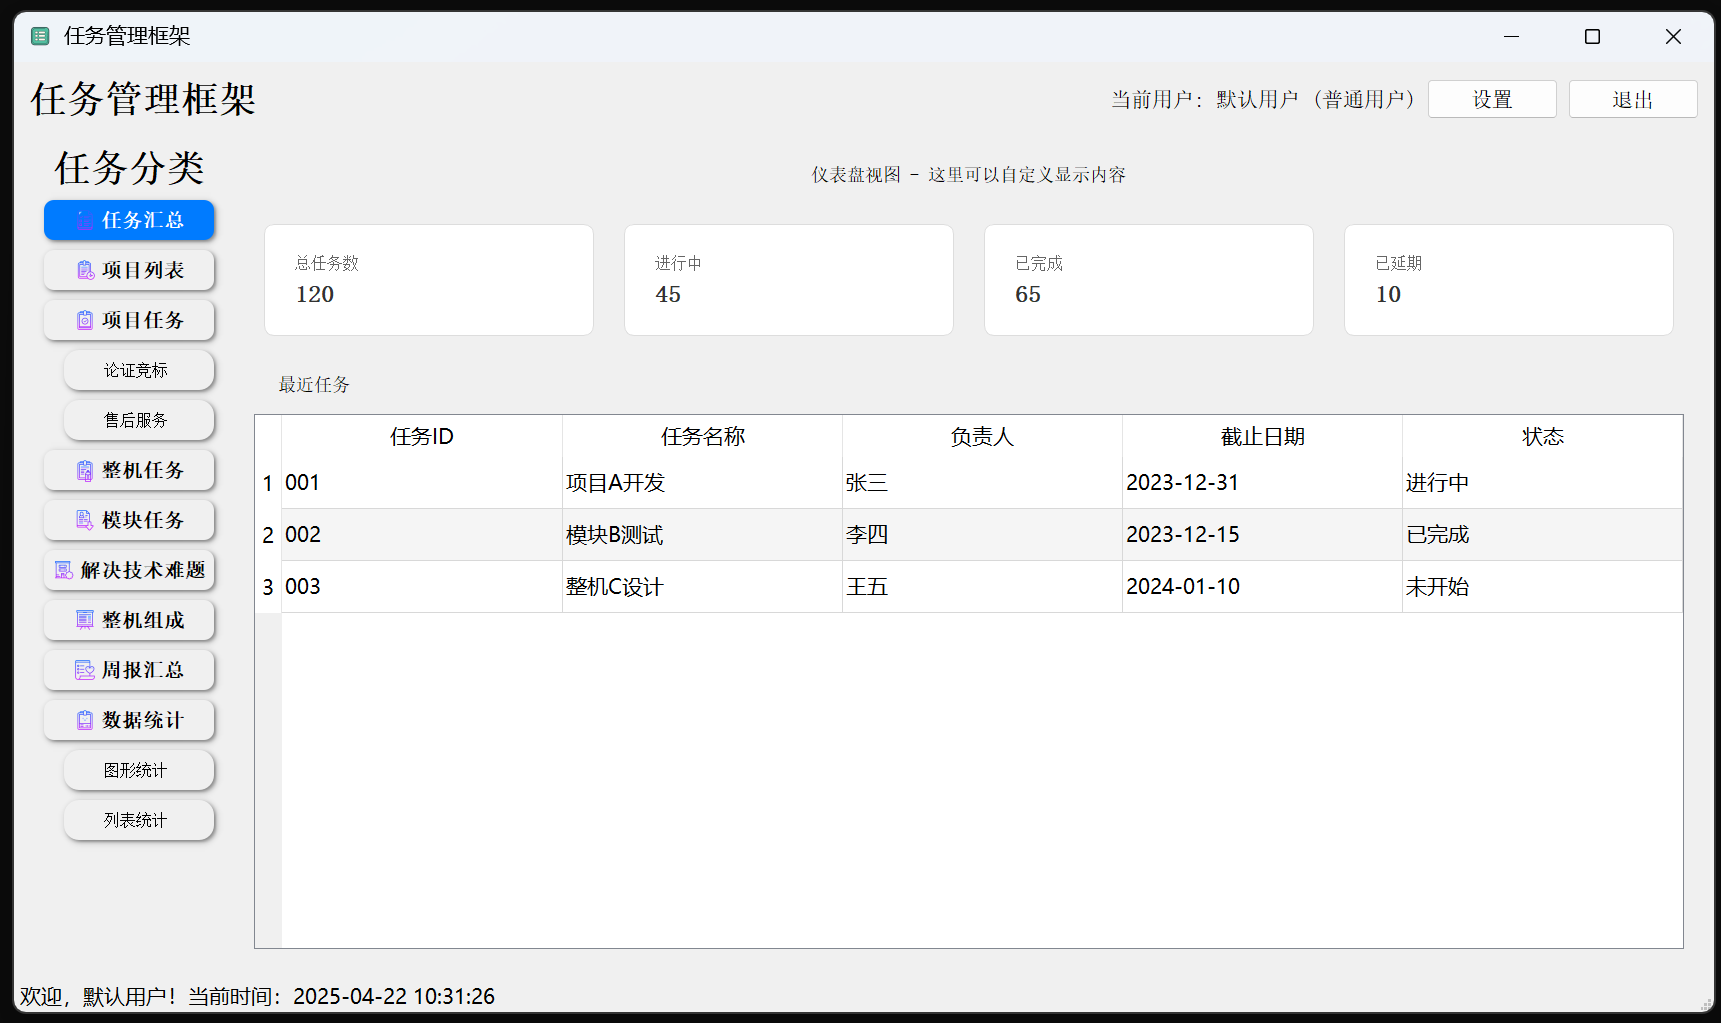 任务管理框架
任务管理框架
当前用户：默认用户（普通用户）
设置
退出
任务分类
任务汇总
项目列表
项目任务
论证竞标
售后服务
整机任务
模块任务
解决技术难题
整机组成
周报汇总
数据统计
图形统计
列表统计
仪表盘视图 - 这里可以自定义显示内容
总任务数
120
进行中
45
已完成
65
已延期
10
最近任务
任务ID 任务名称 负责人 截止日期 状态
1 001 项目A开发 张三 2023-12-31 进行中
2 002 模块B测试 李四 2023-12-15 已完成
3 003 整机C设计 王五 2024-01-10 未开始
欢迎，默认用户！当前时间：2025-04-22 10:31:26